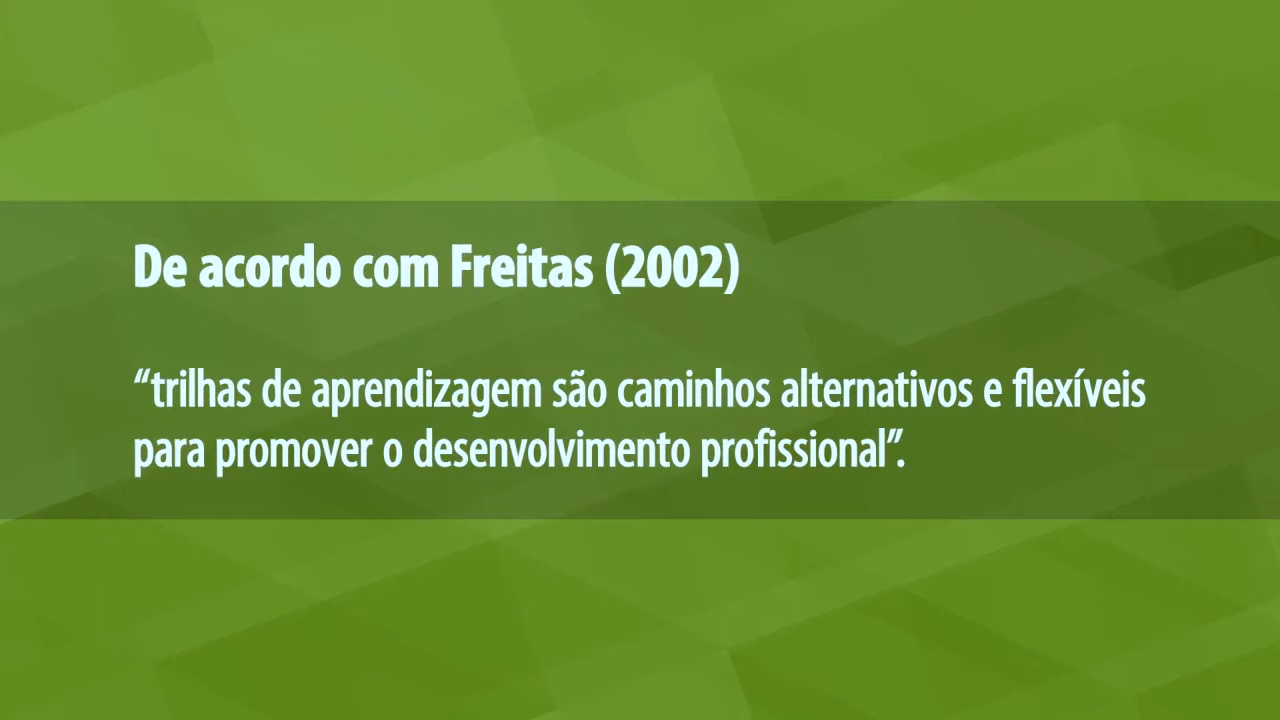 De acordo com Freitas (2002)
“trilhas de aprendizagem são caminhos alternativos e flexíveis
para promover o desenvolvimento profissional”.